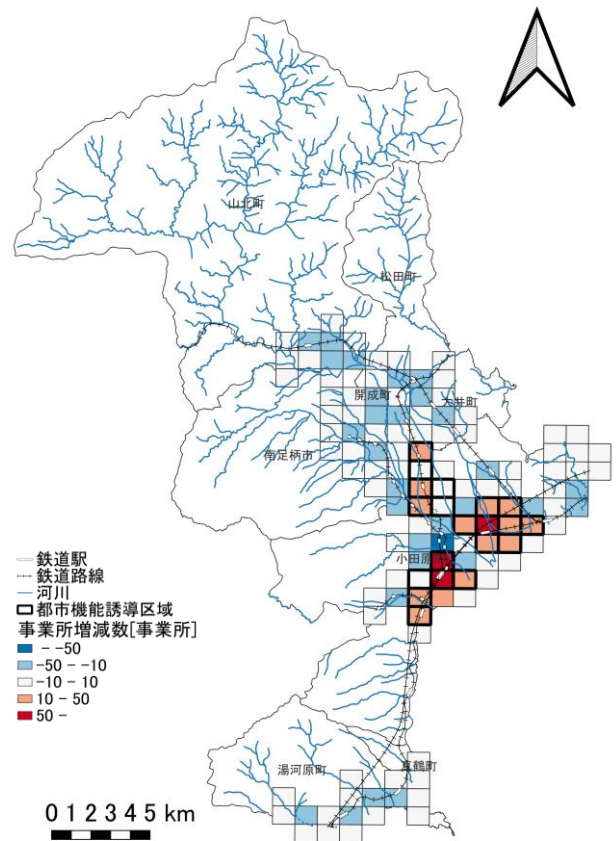 山北町
松田町
開成町
大井町
南足柄市
小田原
鉄道駅
鉄道路線
河川
都市機能誘導区域
事業所増減数[事業所]
- -50
-50 - -10
-10 - 10
10 - 50
50 -
湯河原町
真鶴町
0 1 2 3 4 5 km